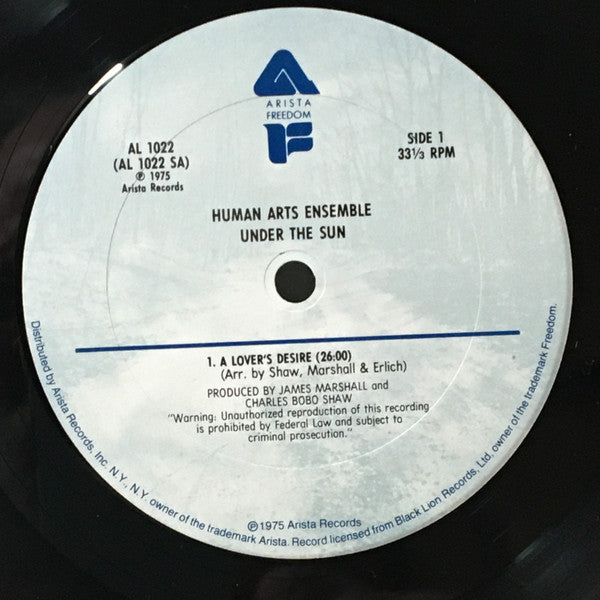 ARISTA
FREEDOM
AL 1022
(AL 1022 SA)
℗ 1975
Arista Records
SIDE 1
33⅓ RPM
HUMAN ARTS ENSEMBLE
UNDER THE SUN
1. A LOVER'S DESIRE (26:00)
(Arr. by Shaw, Marshall & Erlich)
PRODUCED BY JAMES MARSHALL and
CHARLES BOBO SHAW
"Warning: Unauthorized reproduction of this recording
is prohibited by Federal Law and subject to
criminal prosecution."
℗1975 Arista Records
Distributed by Arista Records, Inc. N.Y., N.Y. owner of the trademark Arista. Record licensed from Black Lion Records, Ltd. owner of the trademark Freedom.